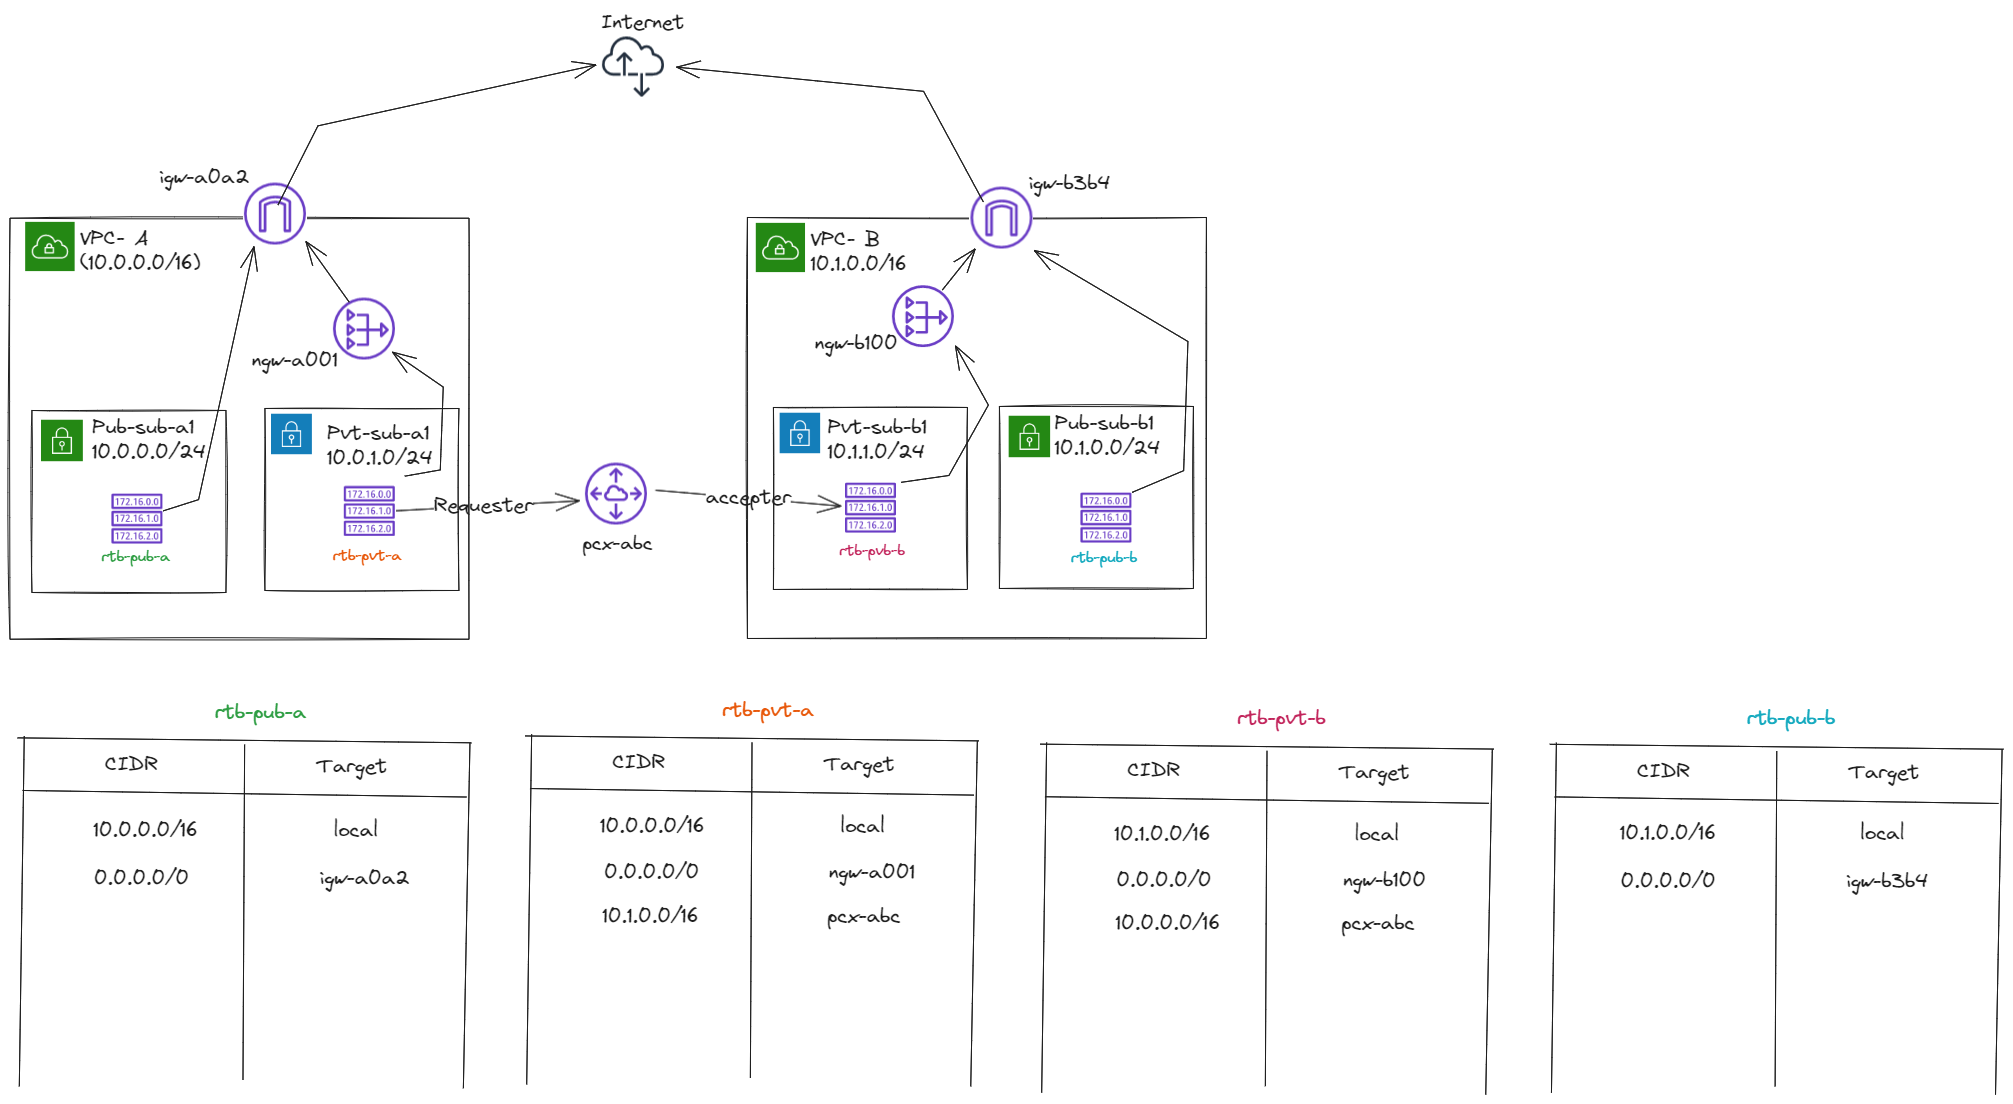 Internet
igw-a0a2
igw-b3b4
VPC- A
(10.0.0.0/16)
VPC- B
10.1.0.0/16
ngw-a001
ngw-b100
Pub-sub-a1
10.0.0.0/24
Pvt-sub-a1
10.0.1.0/24
Pvt-sub-b1
10.1.1.0/24
Pub-sub-b1
10.1.0.0/24
172.16.0.0
172.16.1.0
172.16.2.0
rtb-pub-a
172.16.0.0
172.16.1.0
172.16.2.0
rtb-pvt-a
Requester
pcx-abc
accepter
172.16.0.0
172.16.1.0
172.16.2.0
rtb-pvb-b
172.16.0.0
172.16.1.0
172.16.2.0
rtb-pub-b
rtb-pub-a
CIDR Target
10.0.0.0/16 local
0.0.0.0/0 igw-a0a2
rtb-pvt-a
CIDR Target
10.0.0.0/16 local
0.0.0.0/0 ngw-a001
10.1.0.0/16 pcx-abc
rtb-pvt-b
CIDR Target
10.1.0.0/16 local
0.0.0.0/0 ngw-b100
10.0.0.0/16 pcx-abc
rtb-pub-b
CIDR Target
10.1.0.0/16 local
0.0.0.0/0 igw-b3b4